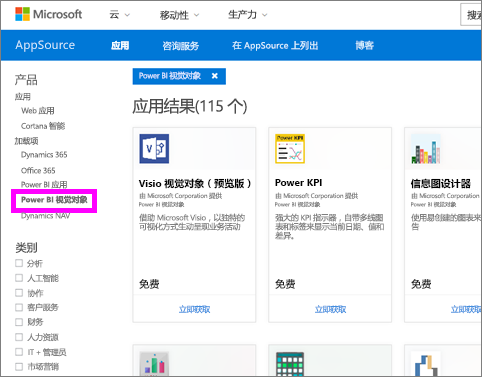 Microsoft 云 移动性 生产力 搜索
AppSource 应用 咨询服务 在 AppSource 上列出 博客
产品
应用
Web 应用
Cortana 智能
加载项
Dynamics 365
Office 365
Power BI 应用
Power BI 视觉对象
Dynamics NAV
类别
分析
人工智能
协作
客户服务
财务
人力资源
IT + 管理员
市场营销
Power BI 视觉对象 ✖
应用结果(115 个)
Visio 视觉对象（预览版）
由 Microsoft Corporation 提供
Power BI 视觉对象
借助 Microsoft Visio，以独特的
可视化方式生动呈现业务活动
免费
立即获取
Power KPI
Power KPI
由 Microsoft Corporation 提供
Power BI 视觉对象
强大的 KPI 指示器，自带多线图
表和标签来显示当前日期、值和
差异。
免费
立即获取
信息图设计器
由 Microsoft Corporation 提供
Power BI 视觉对象
使用易创建的图表来
告
免费
立即获取